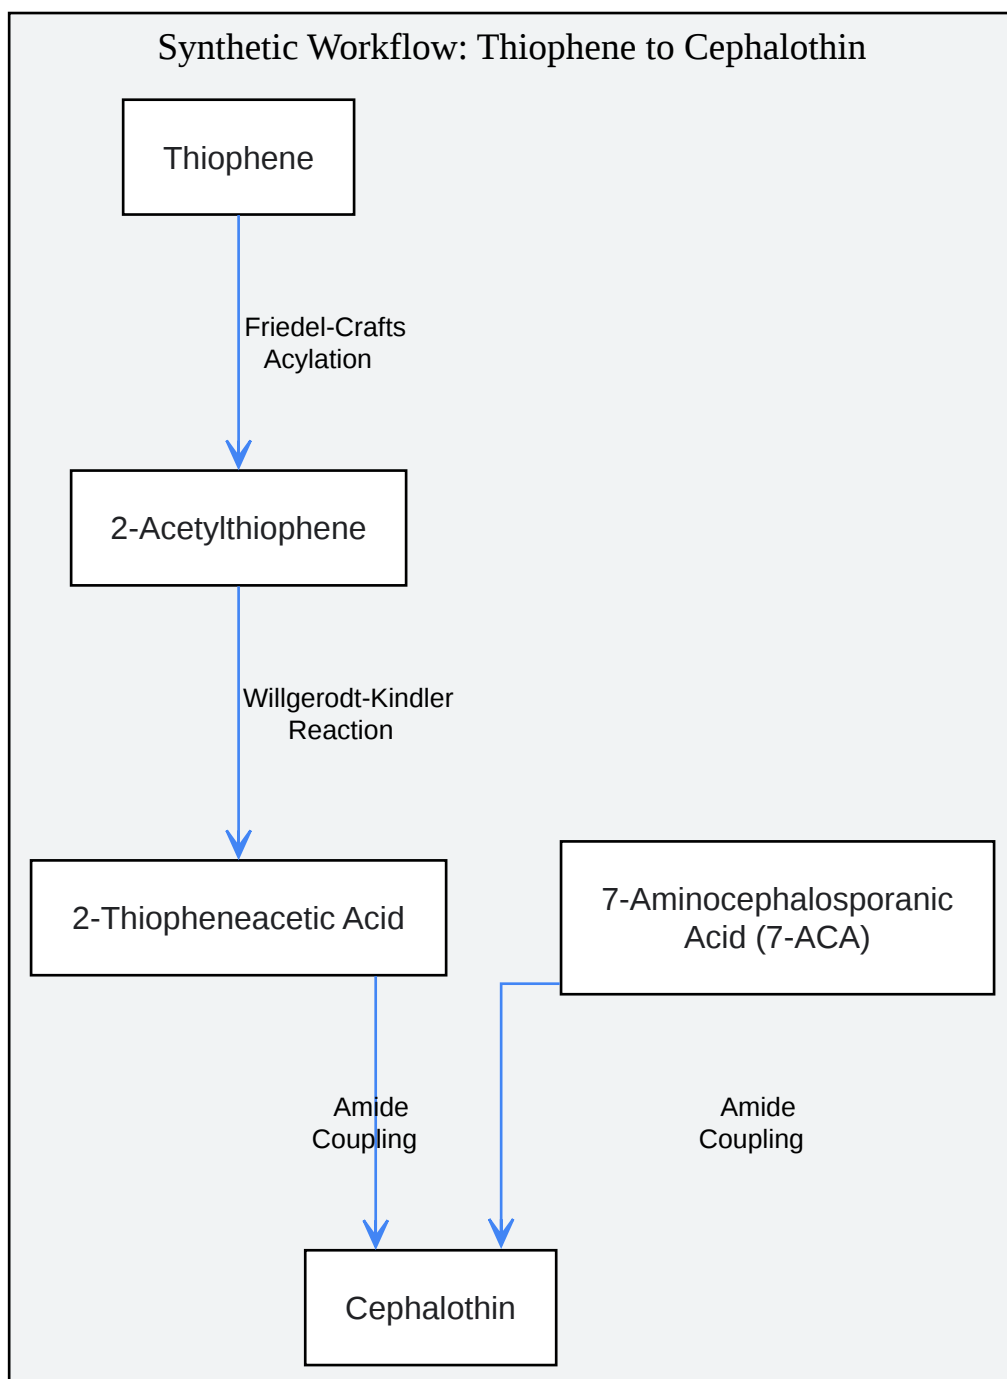 Synthetic Workflow: Thiophene to Cephalothin
Thiophene
Friedel-Crafts
Acylation
2-Acetylthiophene
Willgerodt-Kindler
Reaction
2-Thiopheneacetic Acid
7-Aminocephalosporanic
Acid (7-ACA)
Amide
Coupling
Amide
Coupling
Cephalothin